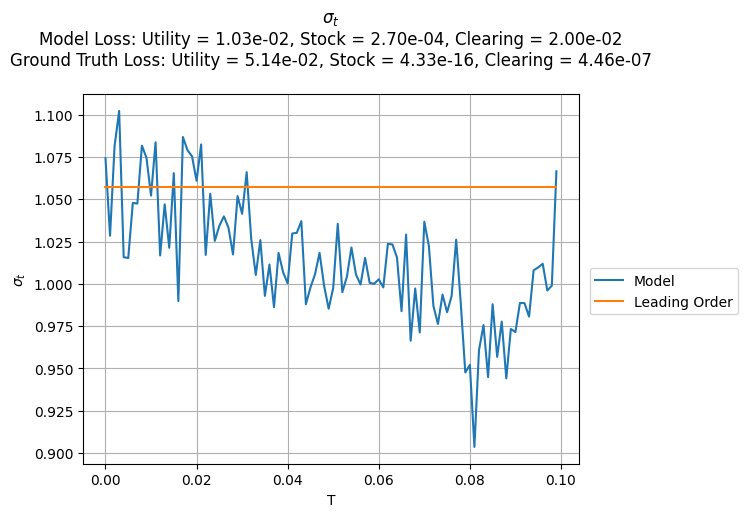 σt
Model Loss: Utility = 1.03e-02, Stock = 2.70e-04, Clearing = 2.00e-02
Ground Truth Loss: Utility = 5.14e-02, Stock = 4.33e-16, Clearing = 4.46e-07
1.100
1.075
1.050
1.025
1.000
0.975
0.950
0.925
0.900
σt
0.00 0.02 0.04 0.06 0.08 0.10
T
Model
Leading Order